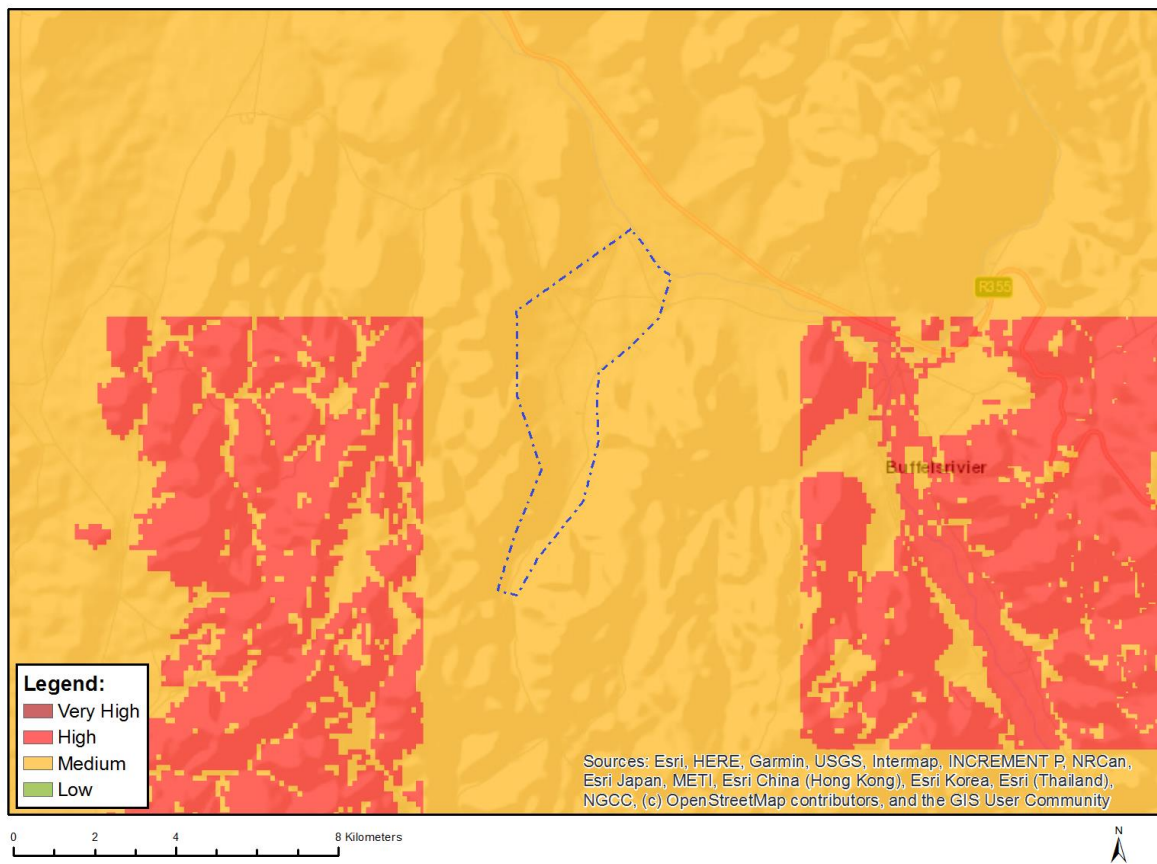 R355
Buffelsrivier
Legend:
Very High
High
Medium
Low
Sources: Esri, HERE, Garmin, USGS, Intermap, INCREMENT P, NRCan,
Esri Japan, METI, Esri China (Hong Kong), Esri Korea, Esri (Thailand),
NGCC, (c) OpenStreetMap contributors, and the GIS User Community
0 2 4 8 Kilometers
N